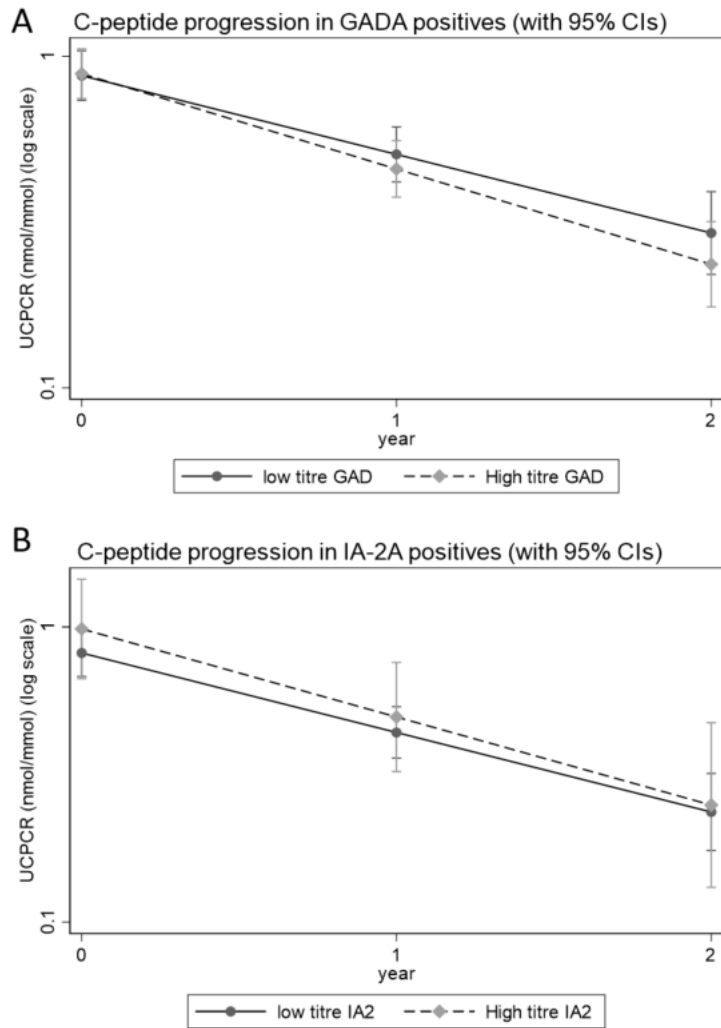 A
C-peptide progression in GADA positives (with 95% CIs)
UCPCR (nmol/mmol) (log scale)
1
0.1
0
1
2
year
low titre GAD
High titre GAD
B
C-peptide progression in IA-2A positives (with 95% CIs)
UCPCR (nmol/mmol) (log scale)
1
0.1
0
1
2
year
low titre IA2
High titre IA2